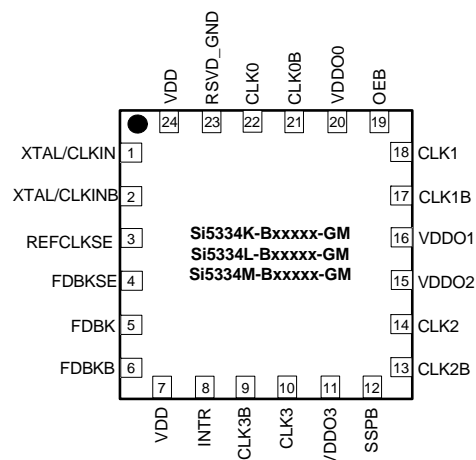 VDD
RSVD_GND
CLK0
CLK0B
VDDO0
OEB
24
23
22
21
20
19
XTAL/CLKIN
1
18
CLK1
XTAL/CLKINB
2
17
CLK1B
REFCLKSE
3
16
VDDO1
FDBKSE
4
15
VDDO2
FDBK
5
14
CLK2
FDBKB
6
13
CLK2B
Si5334K-Bxxxxx-GM
Si5334L-Bxxxxx-GM
Si5334M-Bxxxxx-GM
7
8
9
10
11
12
VDD
INTR
CLK3B
CLK3
VDDO3
SSPB